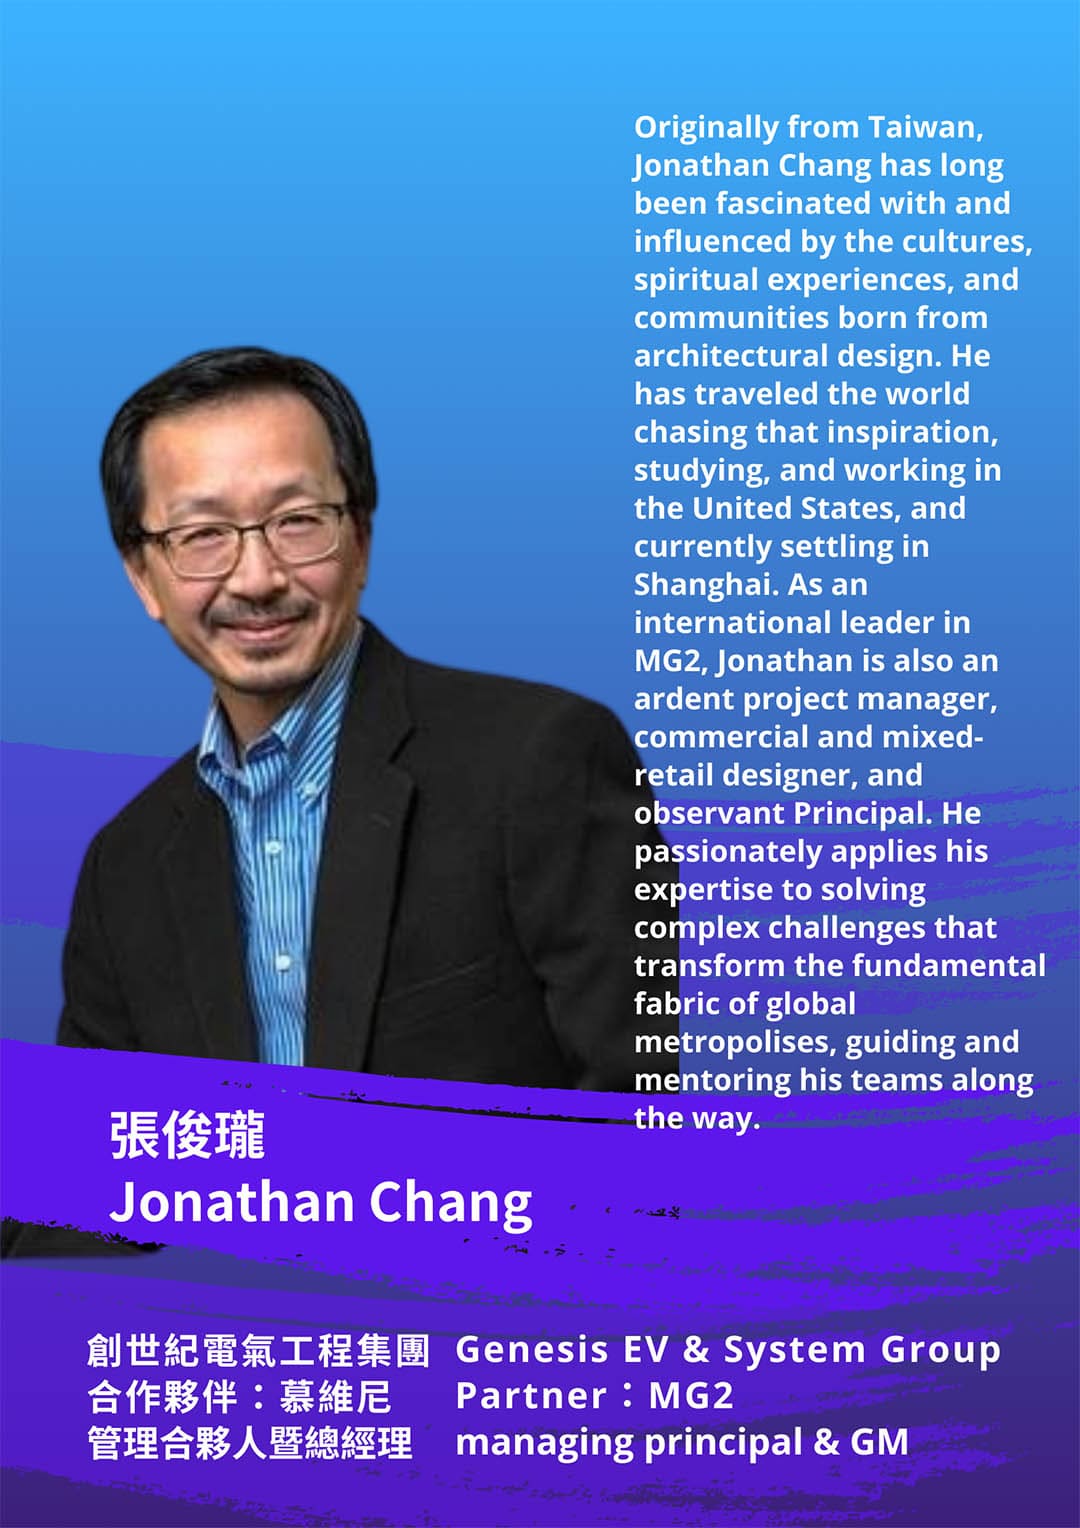 Originally from Taiwan,
Jonathan Chang has long
been fascinated with and
influenced by the cultures,
spiritual experiences, and
communities born from
architectural design. He
has traveled the world
chasing that inspiration,
studying, and working in
the United States, and
currently settling in
Shanghai. As an
international leader in
MG2, Jonathan is also an
ardent project manager,
commercial and mixed-
retail designer, and
observant Principal. He
passionately applies his
expertise to solving
complex challenges that
transform the fundamental
fabric of global
metropolises, guiding and
mentoring his teams along
the way.
張俊瓏
Jonathan Chang
創世紀電氣工程集團 Genesis EV & System Group
合作夥伴：慕維尼 Partner：MG2
管理合夥人暨總經理 managing principal & GM